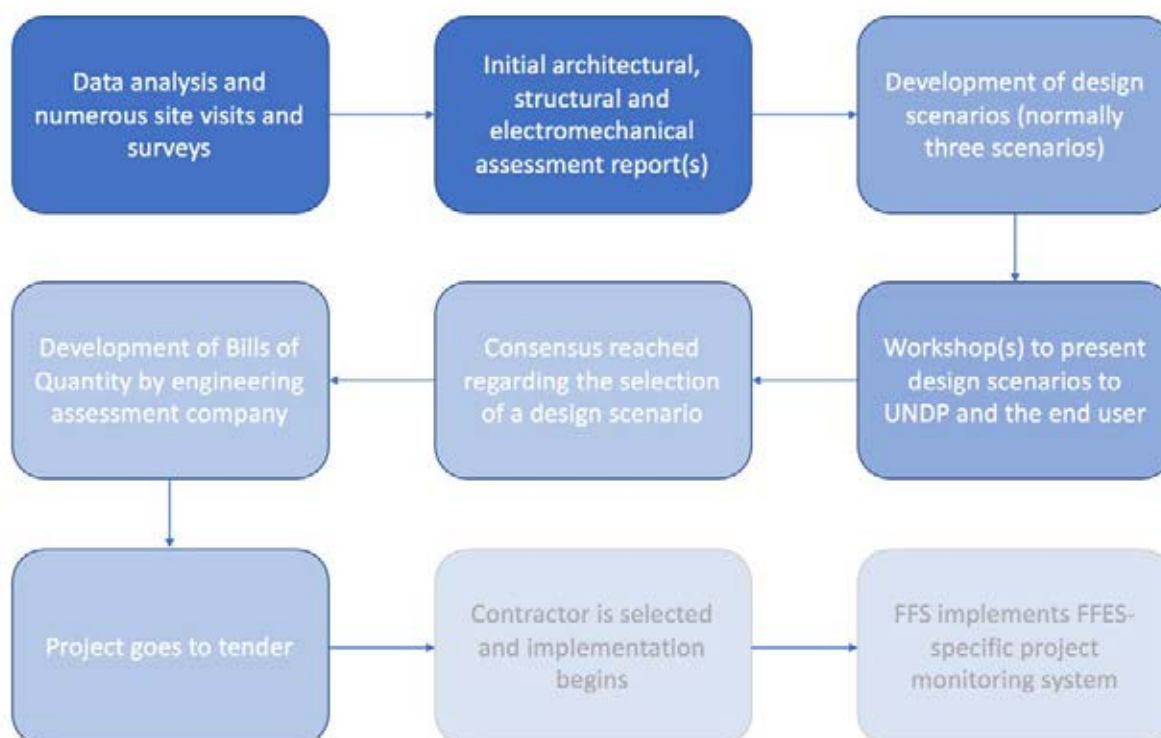 Data analysis and
numerous site visits and
surveys
Initial architectural,
structural and
electromechanical
assessment report(s)
Development of design
scenarios (normally
three scenarios)
Workshop(s) to present
design scenarios to
UNDP and the end user
Consensus reached
regarding the selection
of a design scenario
Development of Bills of
Quantity by engineering
assessment company
Project goes to tender
Contractor is selected
and implementation
begins
FFS implements FFES-
specific project
monitoring system